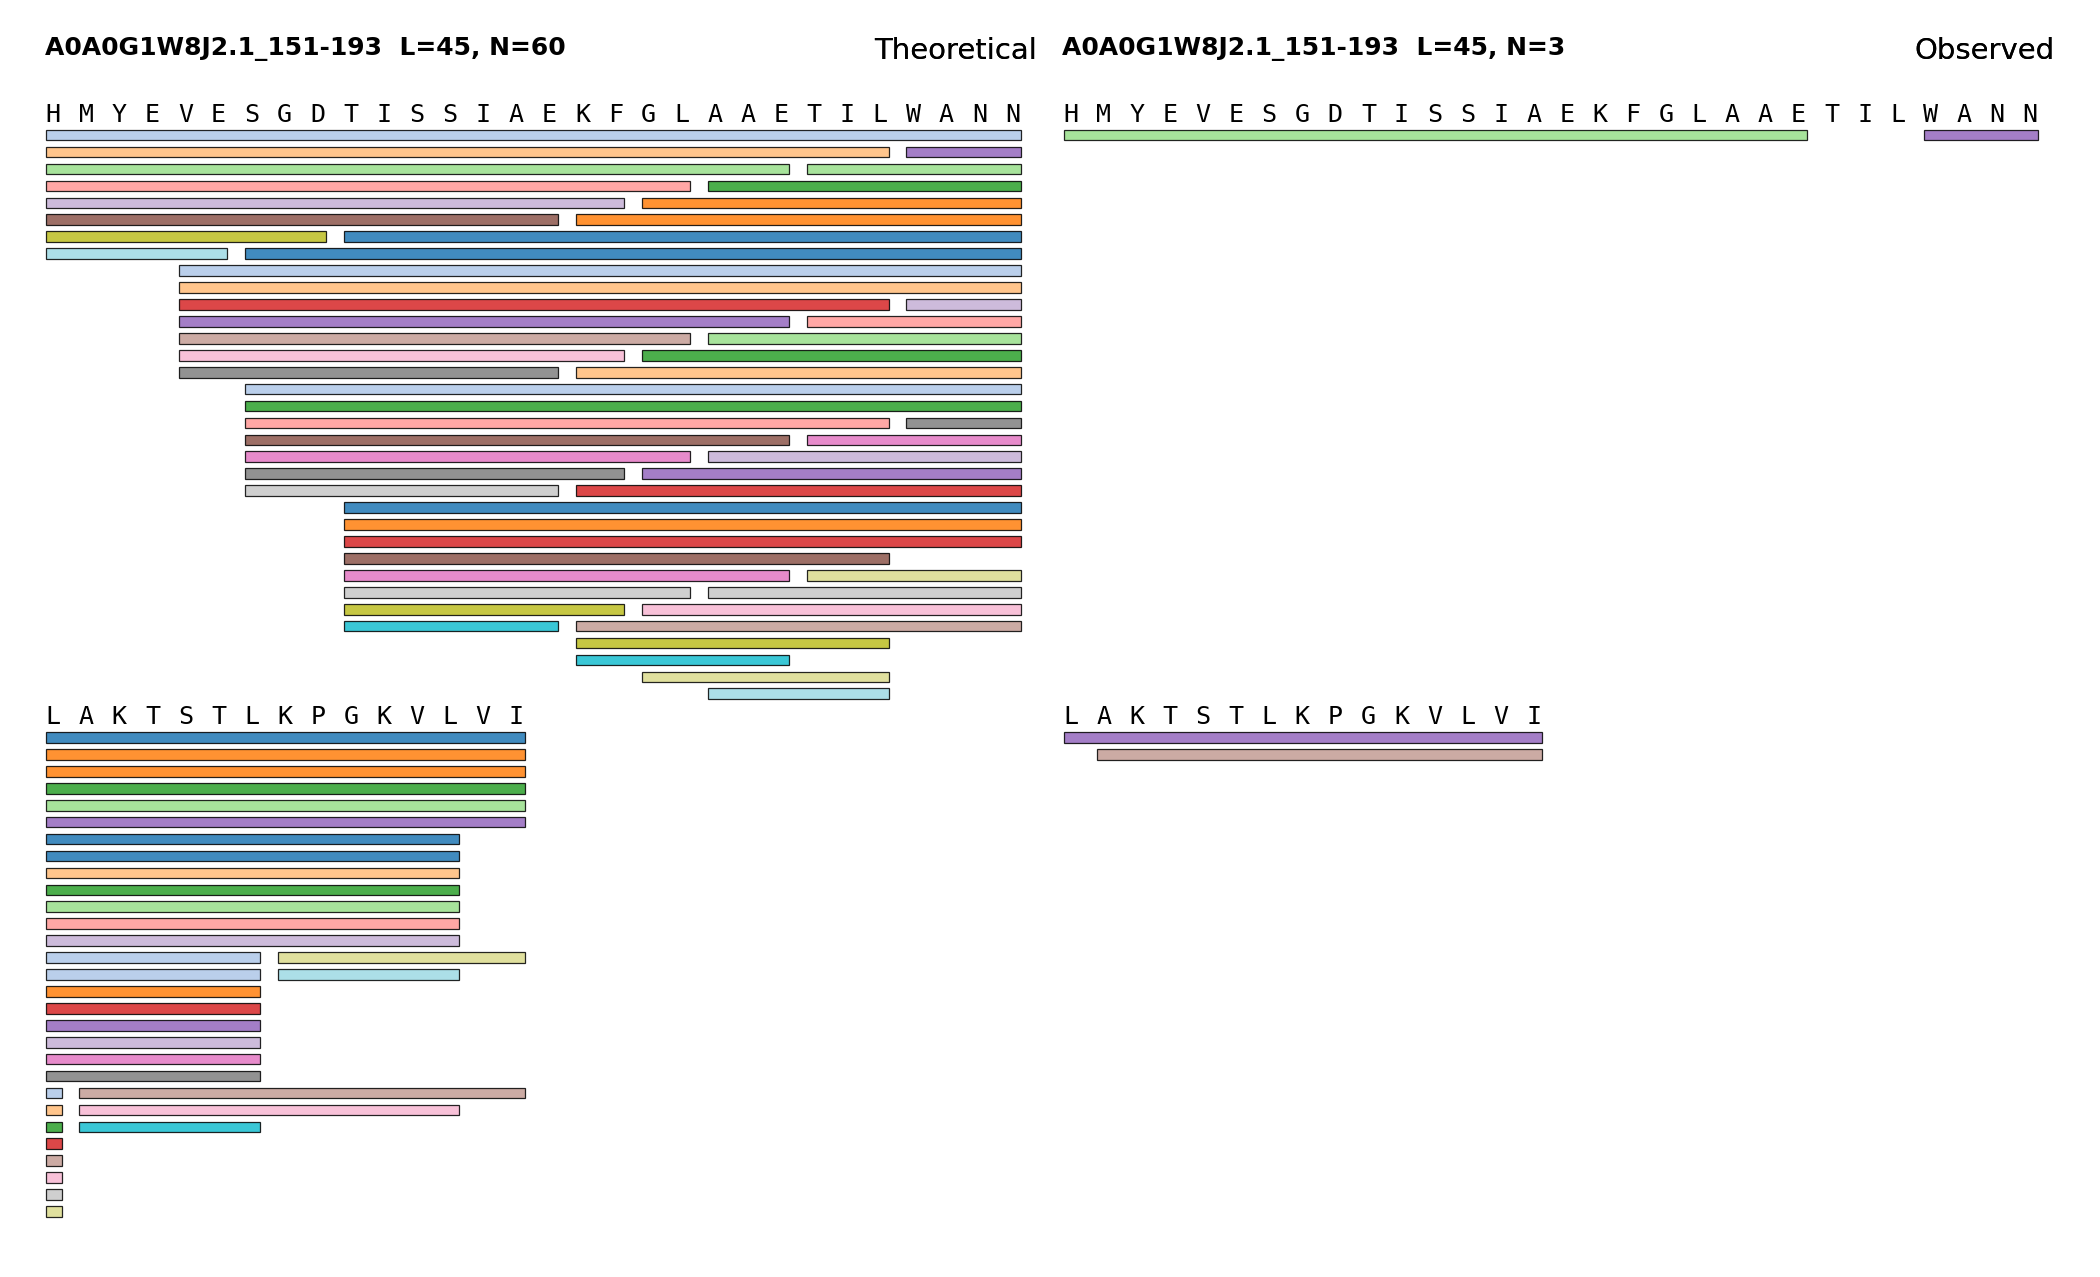 A0A0G1W8J2.1_151-193 L=45, N=60
Theoretical
H M Y E V E S G D T I S S I A E K F G L A A E T I L W A N N
L A K T S T L K P G K V L V I
A0A0G1W8J2.1_151-193 L=45, N=3
Observed
H M Y E V E S G D T I S S I A E K F G L A A E T I L W A N N
L A K T S T L K P G K V L V I